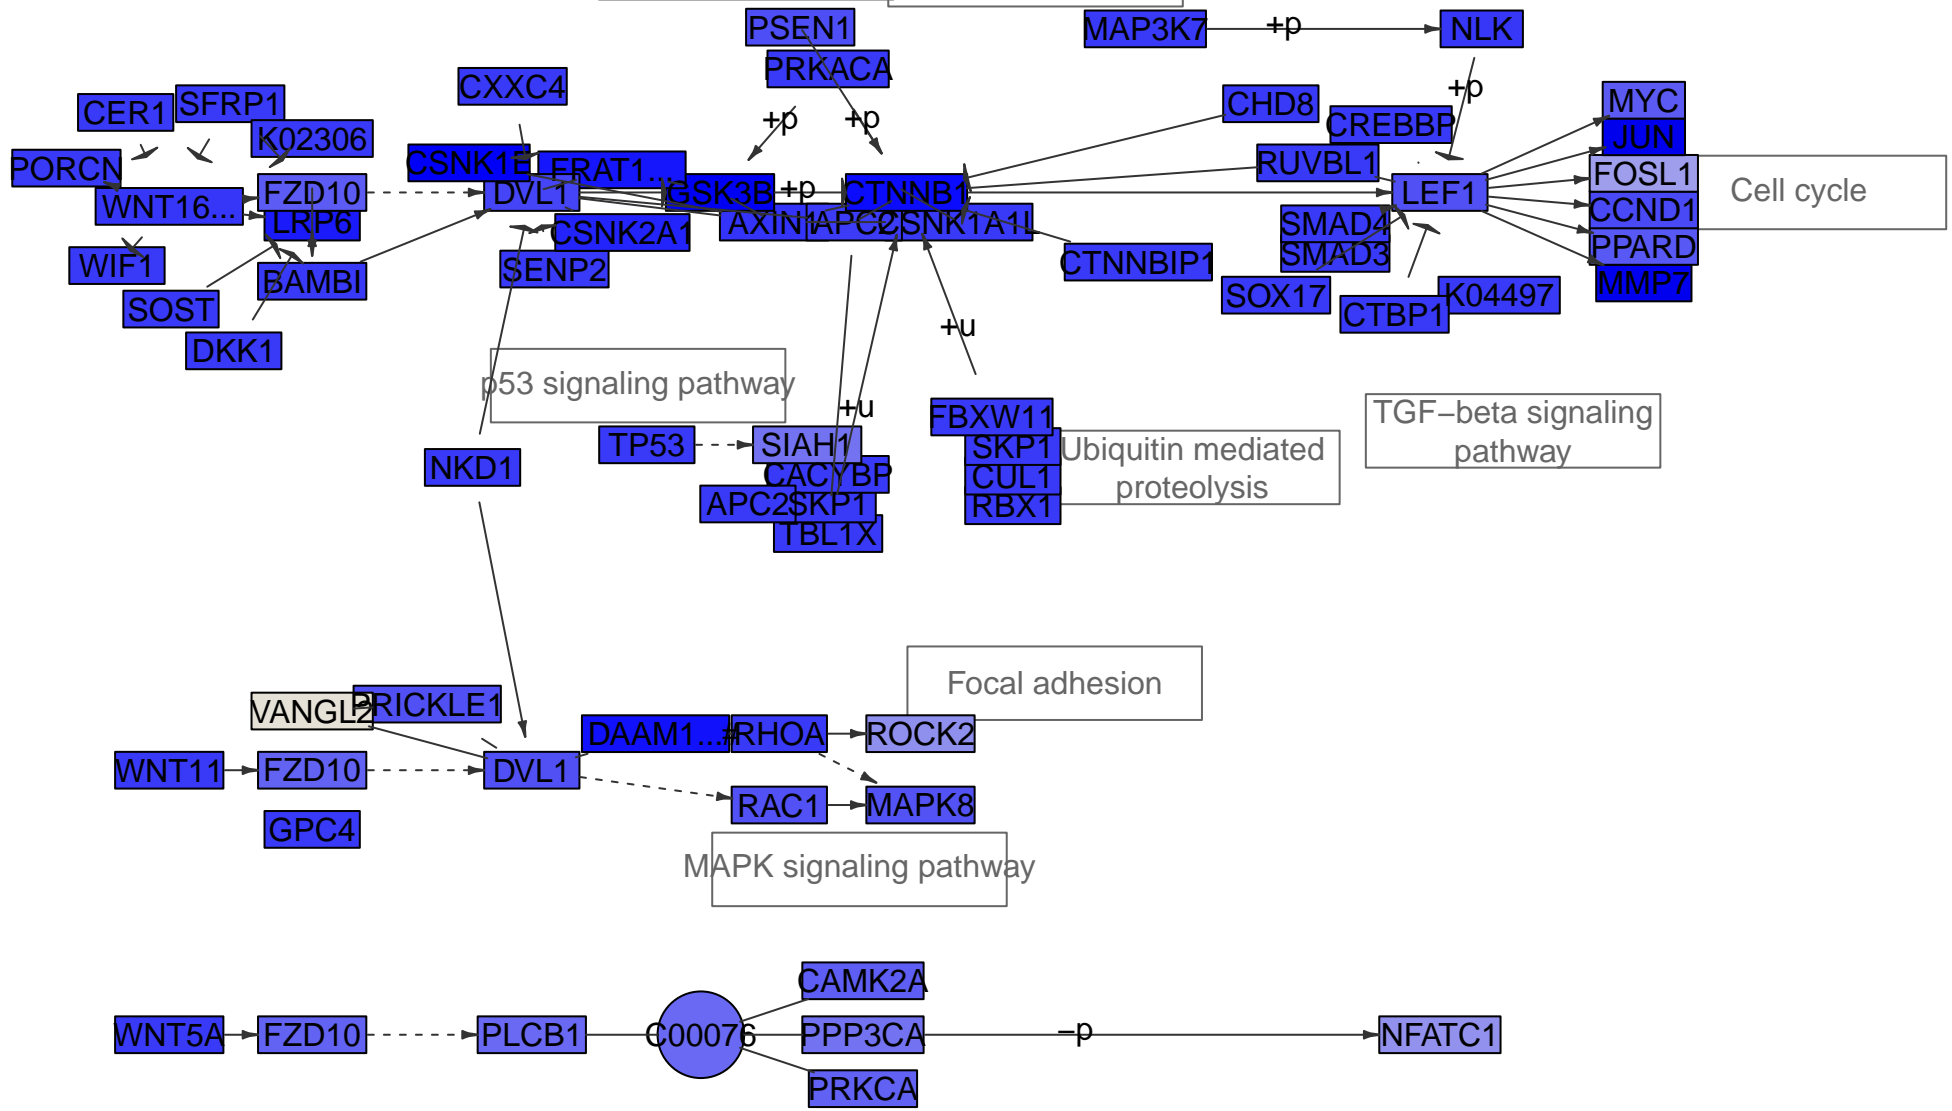 PSEN1
MAP3K7
+p
NLK
PRKACA
CXXC4
CER1
SFRP1
+p
+p
CHD8
+p
CREBBP
MYC
JUN
K02306
PORCN
CSNK1E
FRAT1...
RUVBL1
FOSL1
Cell cycle
WNT16...
FZD10
DVL1
GSK3B
+p
CTNNB1
LEF1
CCND1
LRP6
AXIN1
APC2
CSNK1A1L
SMAD4
CSNK2A1
SMAD3
PPARD
WIF1
BAMBI
SENP2
CTNNBIP1
MMP7
SOST
SOX17
K04497
CTBP1
DKK1
+u
p53 signaling pathway
+u
FBXW11
TGF−beta signaling
pathway
TP53
SIAH1
SKP1
Ubiquitin mediated
proteolysis
NKD1
CACYBP
CUL1
APC2
SKP1
RBX1
TBL1X
Focal adhesion
VANGL2
PRICKLE1
DAAM1...#
RHOA
ROCK2
WNT11
FZD10
DVL1
RAC1
MAPK8
GPC4
MAPK signaling pathway
CAMK2A
WNT5A
FZD10
PLCB1
C00076
PPP3CA
−p
NFATC1
PRKCA